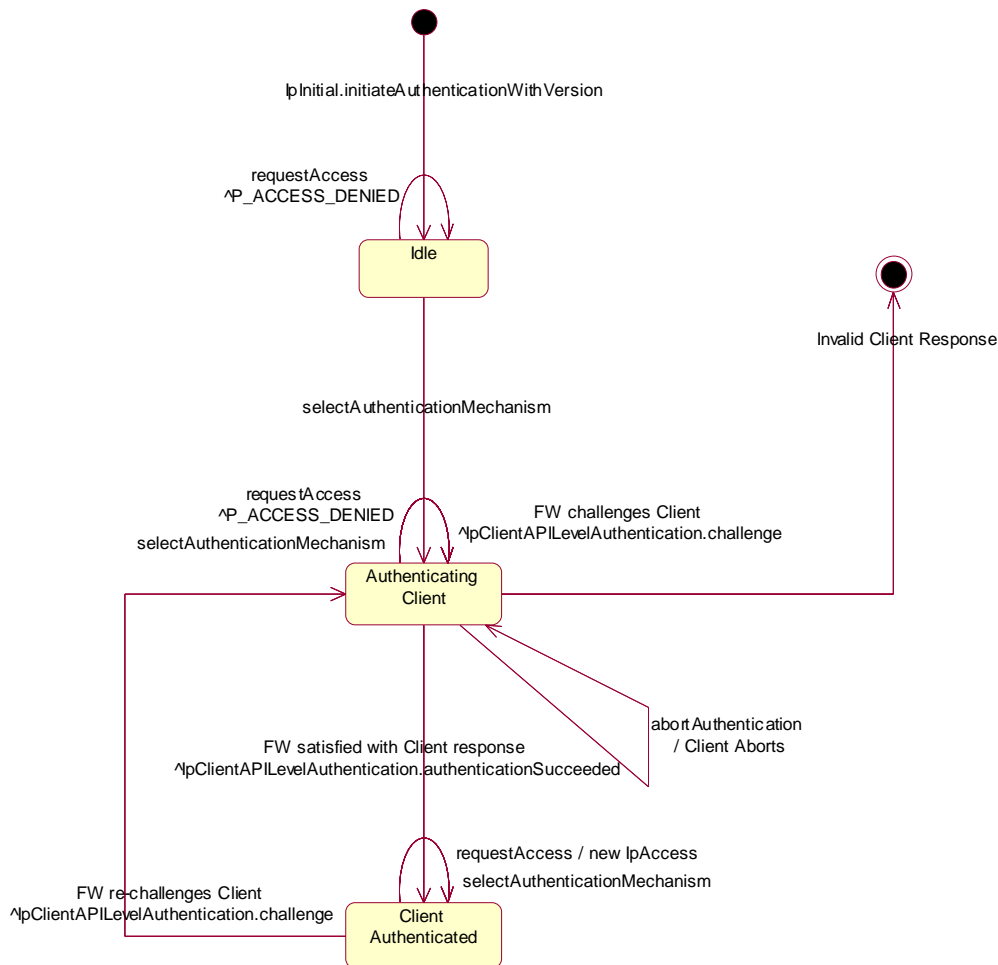 IpInitial.initiateAuthenticationWithVersion
requestAccess
^P_ACCESS_DENIED
Idle
Invalid Client Response
selectAuthenticationMechanism
requestAccess
^P_ACCESS_DENIED
selectAuthenticationMechanism
FW challenges Client
^IpClientAPILevelAuthentication.challenge
Authenticating
Client
abortAuthentication
/ Client Aborts
FW satisfied with Client response
^IpClientAPILevelAuthentication.authenticationSucceeded
requestAccess / new IpAccess
selectAuthenticationMechanism
FW re-challenges Client
^IpClientAPILevelAuthentication.challenge
Client
Authenticated